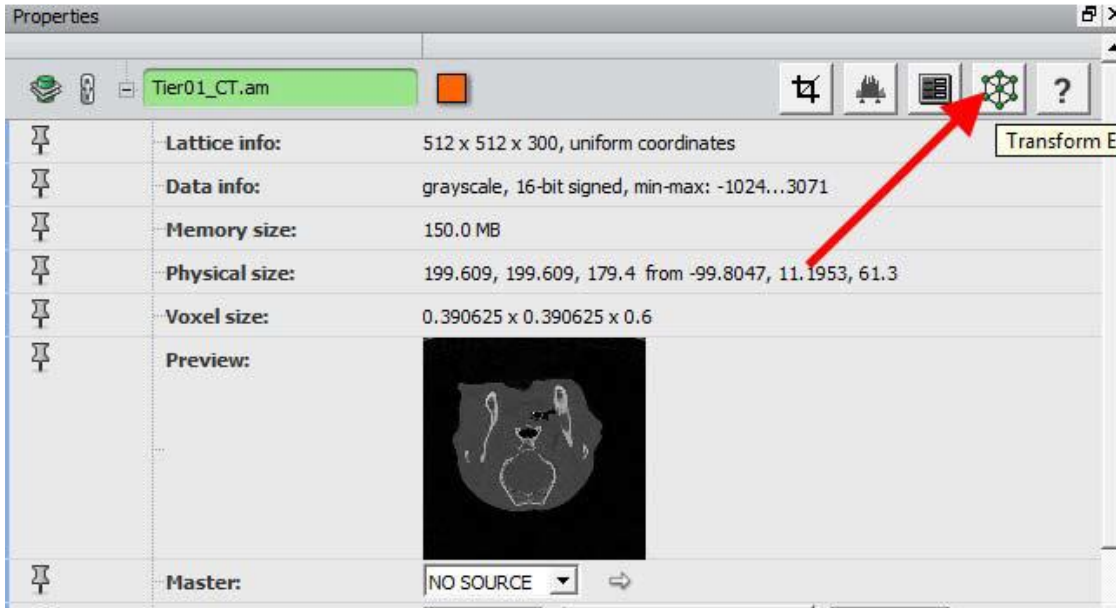 Properties
Tier01_CT.am
?
Transform E
Lattice info: 512 x 512 x 300, uniform coordinates
Data info: grayscale, 16-bit signed, min-max: -1024...3071
Memory size: 150.0 MB
Physical size: 199.609, 199.609, 179.4 from -99.8047, 11.1953, 61.3
Voxel size: 0.390625 x 0.390625 x 0.6
Preview:
Master: NO SOURCE